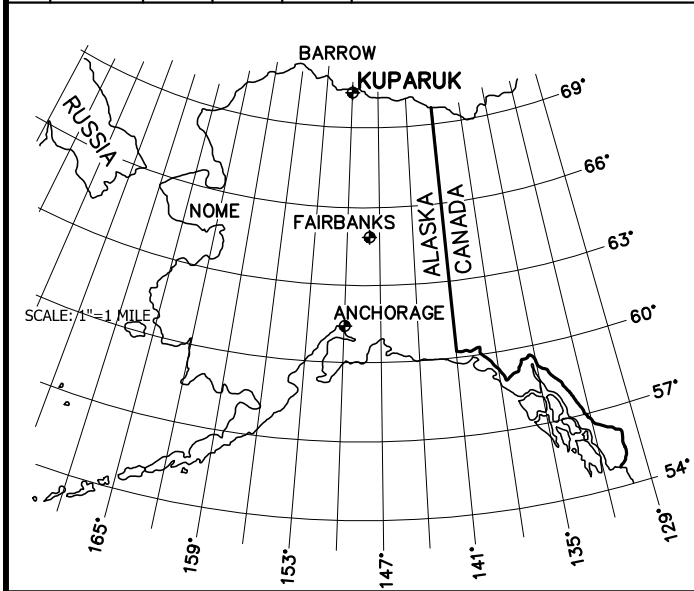 BARROW
KUPARUK
69°
RUSSIA
66°
NOME
FAIRBANKS
ALASKA
CANADA
63°
SCALE: 1"=1 MILE
ANCHORAGE
60°
57°
54°
165°
159°
153°
147°
141°
135°
129°